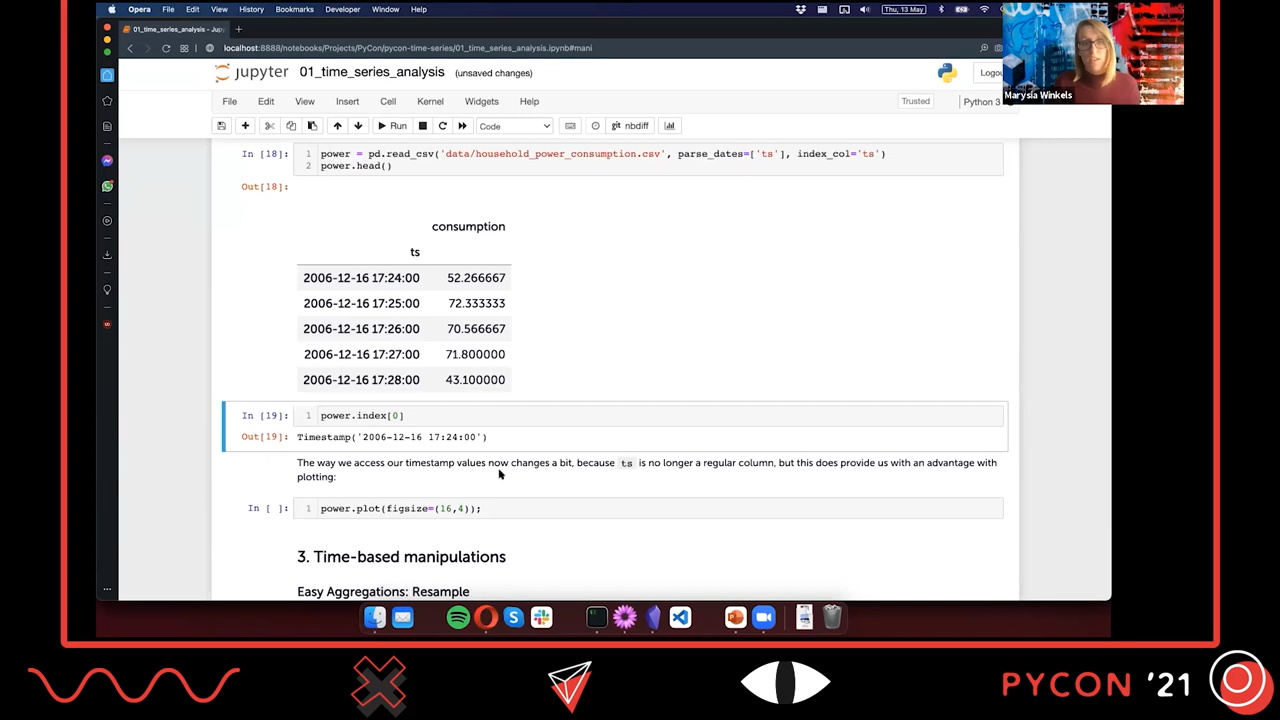 Opera File Edit View History Bookmarks Developer Window Help
Thu, 13 May
01_time_series_analysis - Jup
localhost:8888/notebooks/Projects/PyCon/pycon-time-series/01_time_series_analysis.ipynb#mani
jupyter 01_time_series_analysis (unsaved changes)
Logou
Marysia Winkels
File Edit View Insert Cell Kernel Widgets Help
Trusted
Python 3
Run
Code
nbdiff
In [18]:
1 power = pd.read_csv('data/household_power_consumption.csv', parse_dates=['ts'], index_col='ts')
2 power.head()
Out[18]:
consumption
ts
2006-12-16 17:24:00 52.266667
2006-12-16 17:25:00 72.333333
2006-12-16 17:26:00 70.566667
2006-12-16 17:27:00 71.800000
2006-12-16 17:28:00 43.100000
In [19]: 1 power.index[0]
Out[19]: Timestamp('2006-12-16 17:24:00')
The way we access our timestamp values now changes a bit, because ts is no longer a regular column, but this does provide us with an advantage with
plotting:
In [ ]: 1 power.plot(figsize=(16,4));
3. Time-based manipulations
Easy Aggregations: Resample
PYCON '21